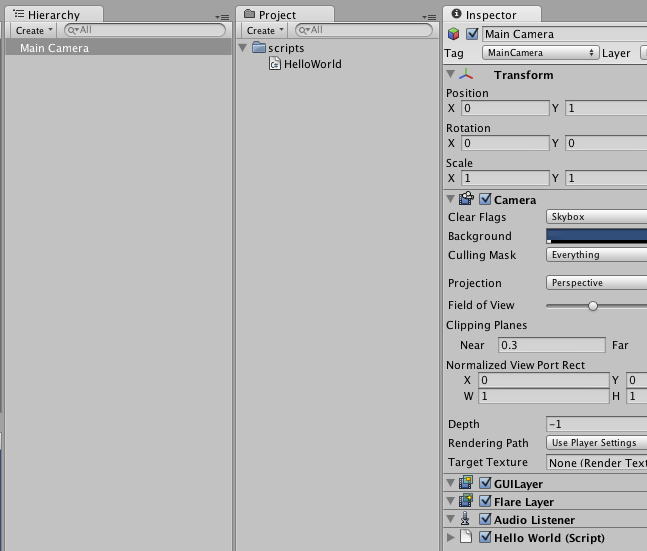 Hierarchy
Create
All
Main Camera
Project
Create
All
scripts
C#
HelloWorld
Inspector
Main Camera
Tag
MainCamera
Layer
Transform
Position
X 0 Y 1
Rotation
X 0 Y 0
Scale
X 1 Y 1
Camera
Clear Flags Skybox
Background
Culling Mask Everything
Projection Perspective
Field of View
Clipping Planes
Near 0.3 Far
Normalized View Port Rect
X 0 Y 0
W 1 H 1
Depth -1
Rendering Path Use Player Settings
Target Texture None (Render Text
GUILayer
Flare Layer
Audio Listener
Hello World (Script)